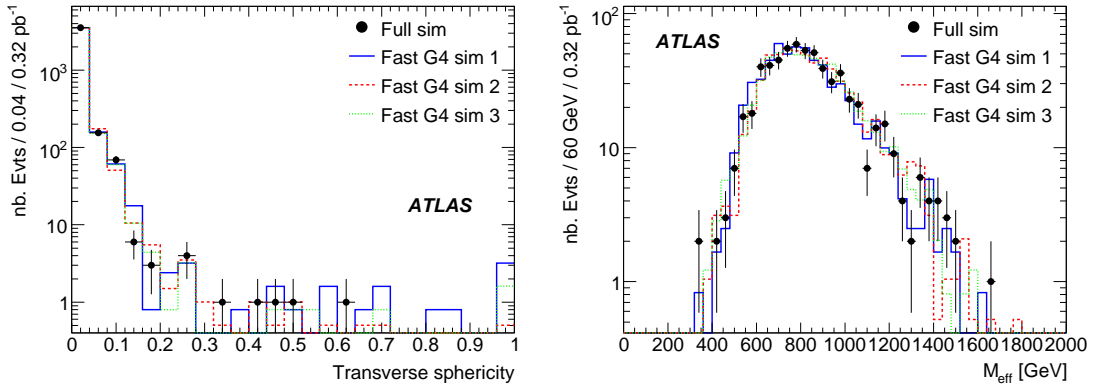 nb. Evts / 0.04 / 0.32 pb⁻¹
10³
10²
10
1
Full sim
Fast G4 sim 1
Fast G4 sim 2
Fast G4 sim 3
ATLAS
0 0.1 0.2 0.3 0.4 0.5 0.6 0.7 0.8 0.9 1
Transverse sphericity
nb. Evts / 60 GeV / 0.32 pb⁻¹
10²
10
1
ATLAS
Full sim
Fast G4 sim 1
Fast G4 sim 2
Fast G4 sim 3
0 200 400 600 800 1000 1200 1400 1600 1800 2000
M_eff [GeV]